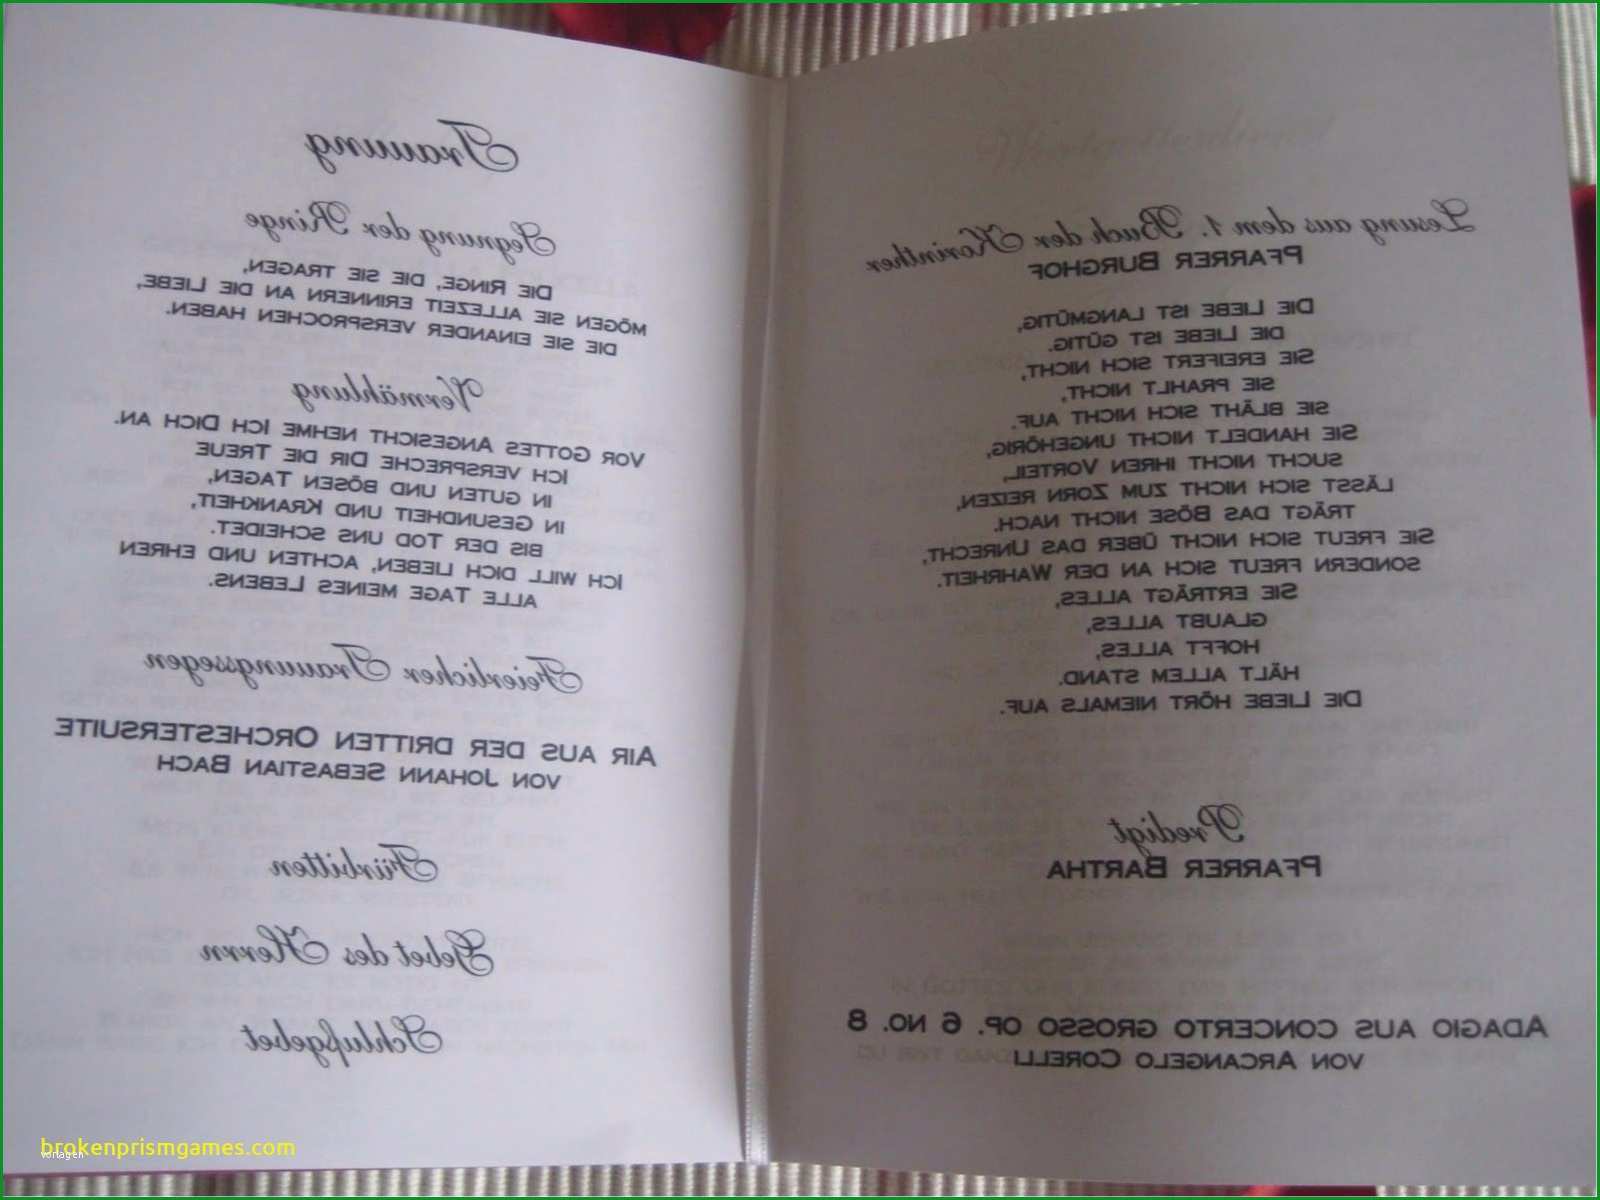 Lesung aus dem 1. Buch der Korinther
PFARRER BURGHOF
DIE LIEBE IST LANGMÜTIG,
DIE LIEBE IST GÜTIG.
SIE EREIFERT SICH NICHT,
SIE PRAHLT NICHT,
SIE BLÄHT SICH NICHT AUF.
SIE HANDELT NICHT UNGEHÖRIG,
SUCHT NICHT IHREN VORTEIL,
LÄSST SICH NICHT ZUM ZORN REIZEN,
TRÄGT DAS BÖSE NICHT NACH.
SIE FREUT SICH NICHT ÜBER DAS UNRECHT,
SONDERN FREUT SICH AN DER WAHRHEIT.
SIE ERTRÄGT ALLES,
GLAUBT ALLES,
HOFFT ALLES,
HÄLT ALLEM STAND.
DIE LIEBE HÖRT NIEMALS AUF.
Predigt
PFARRER BARTHA
ADAGIO AUS CONCERTO GROSSO OP. 6 NO. 8
VON ARCANGELO CORELLI
Trauung
Segnung der Ringe
DIE RINGE, DIE SIE TRAGEN,
MÖGEN SIE ALLEZEIT ERINNERN AN DIE LIEBE,
DIE SIE EINANDER VERSPROCHEN HABEN.
Vermählung
VOR GOTTES ANGESICHT NEHME ICH DICH AN.
ICH VERSPRECHE DIR DIE TREUE
IN GUTEN UND BÖSEN TAGEN,
IN GESUNDHEIT UND KRANKHEIT,
BIS DER TOD UNS SCHEIDET.
ICH WILL DICH LIEBEN, ACHTEN UND EHREN
ALLE TAGE MEINES LEBENS.
Feierlicher Trauungssegen
AIR AUS DER DRITTEN ORCHESTERSUITE
VON JOHANN SEBASTIAN BACH
Fürbitten
Gebet des Herrn
Schlußgebet
brokenprismgames.com
vorlagen